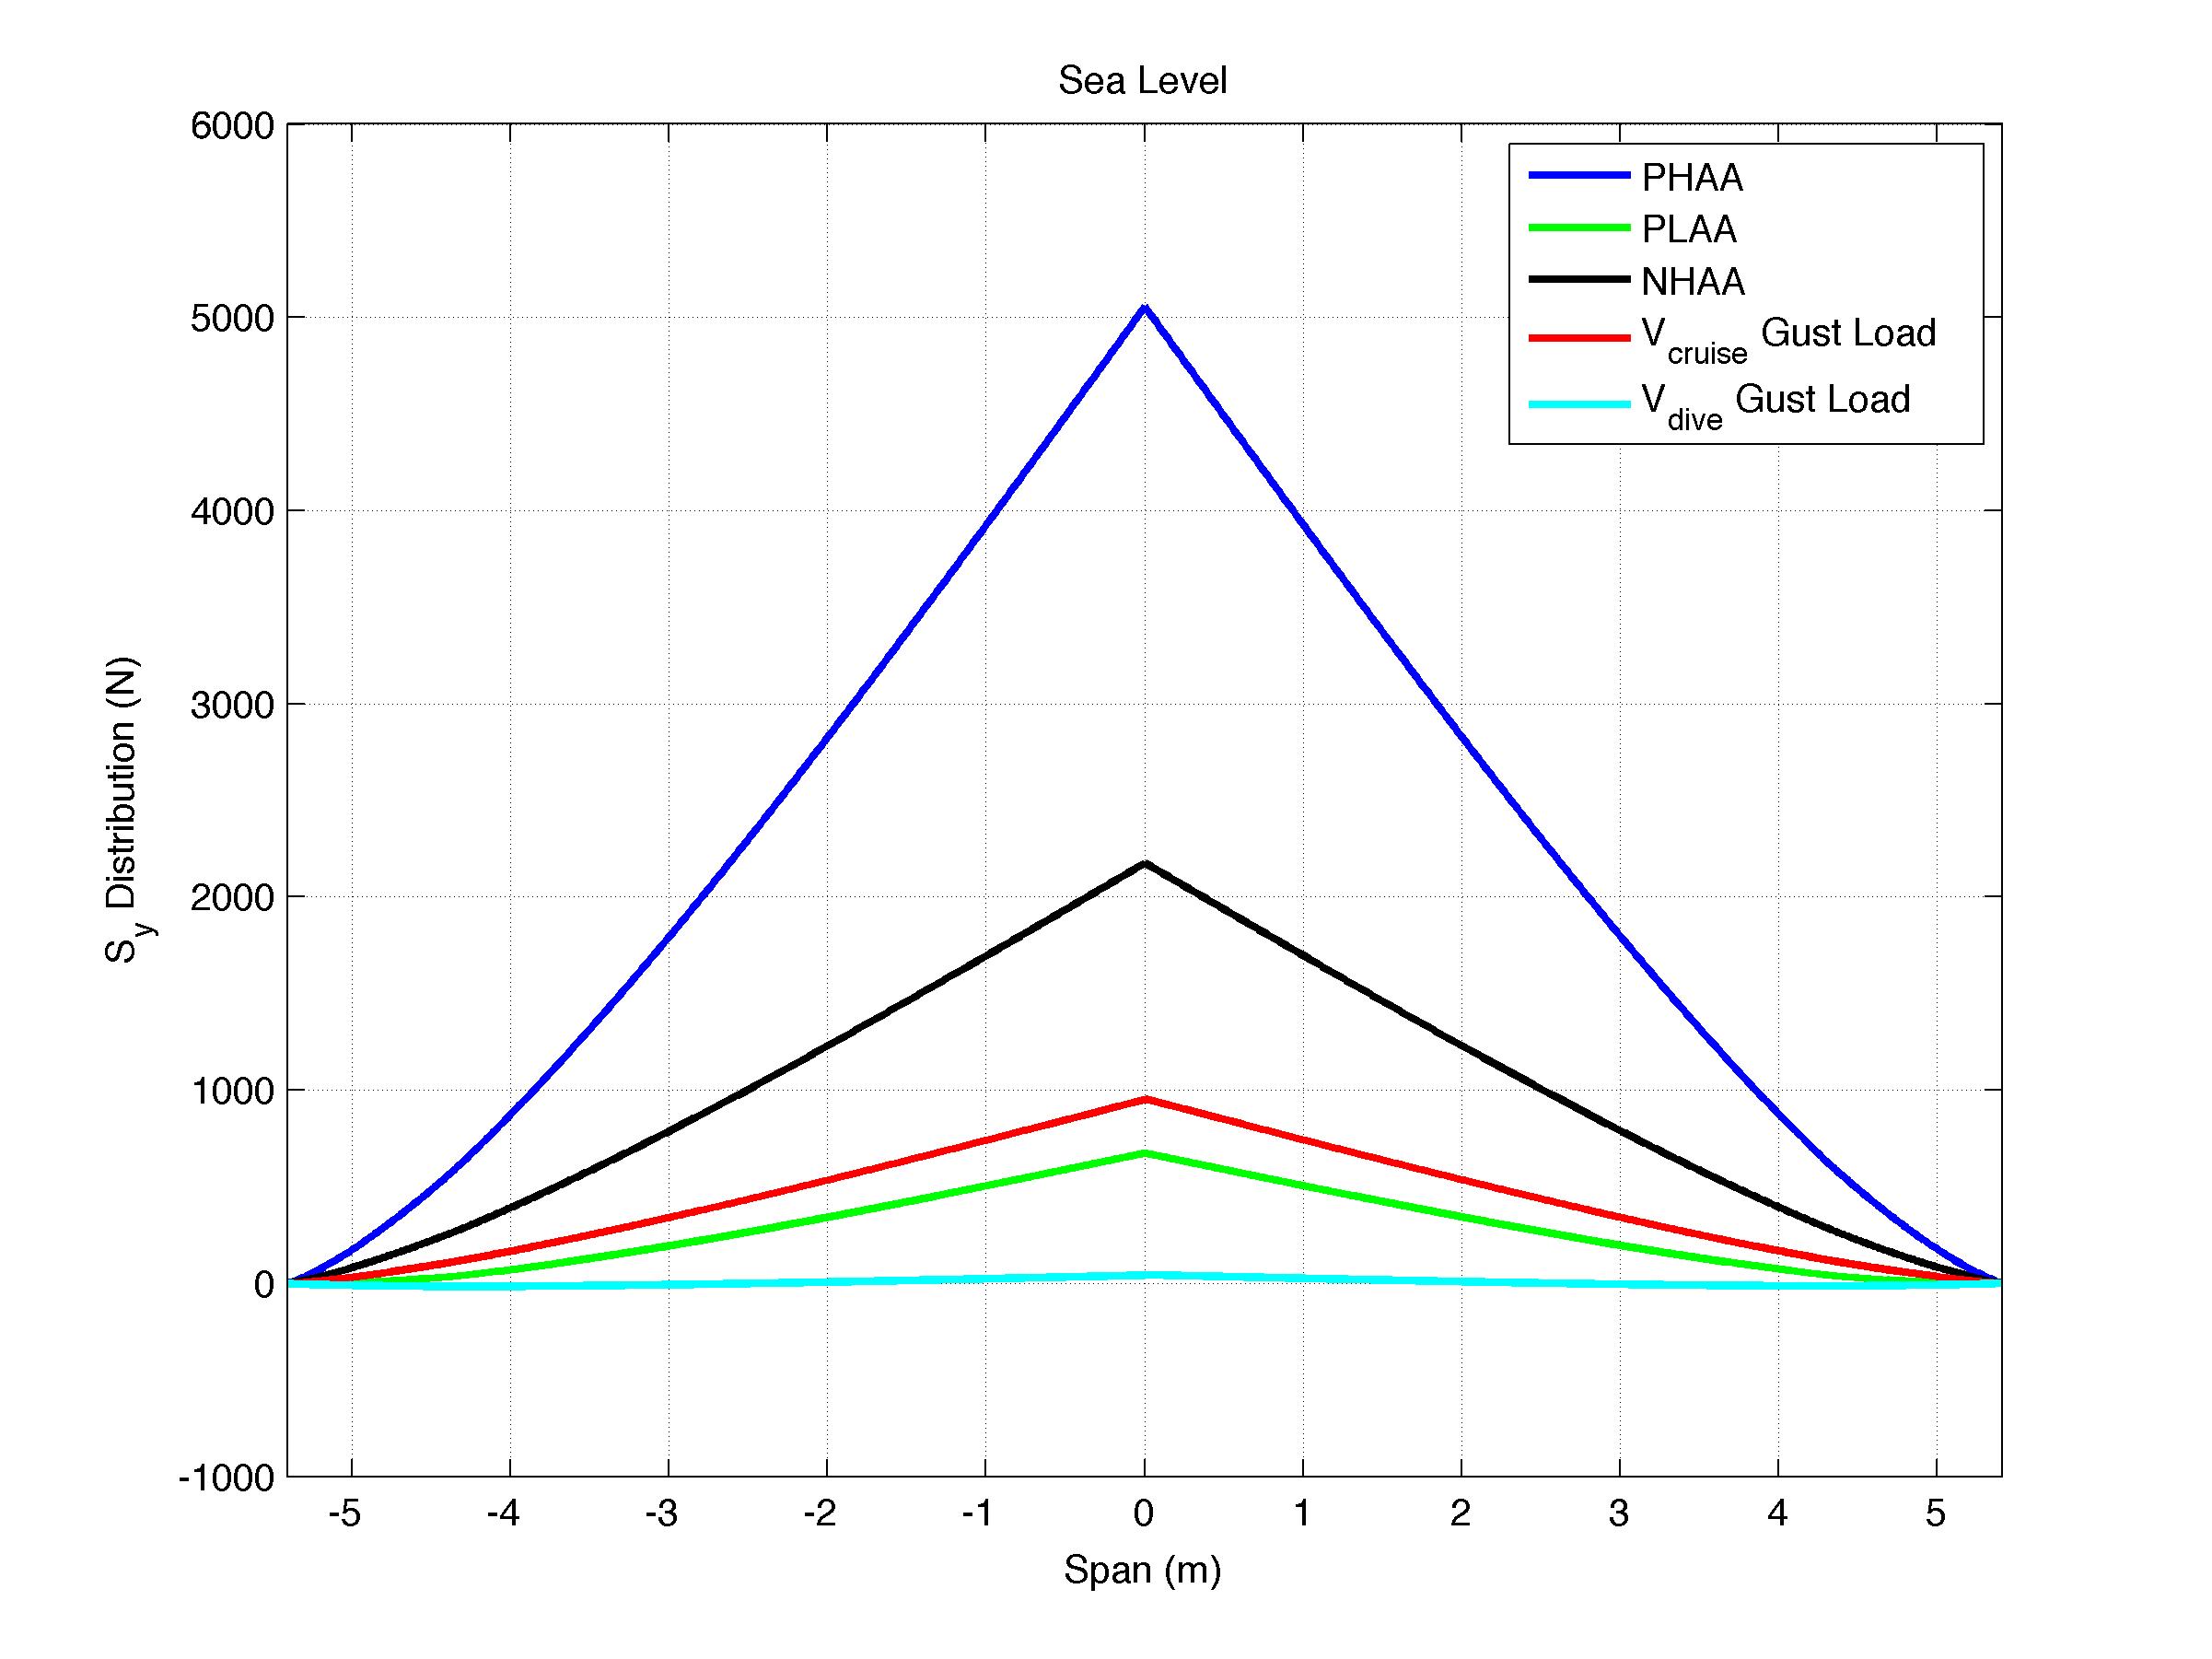 Sea Level
6000
5000
4000
3000
2000
1000
0
-1000
S_y Distribution (N)
PHAA
PLAA
NHAA
V_cruise Gust Load
V_dive Gust Load
-5 -4 -3 -2 -1 0 1 2 3 4 5
Span (m)